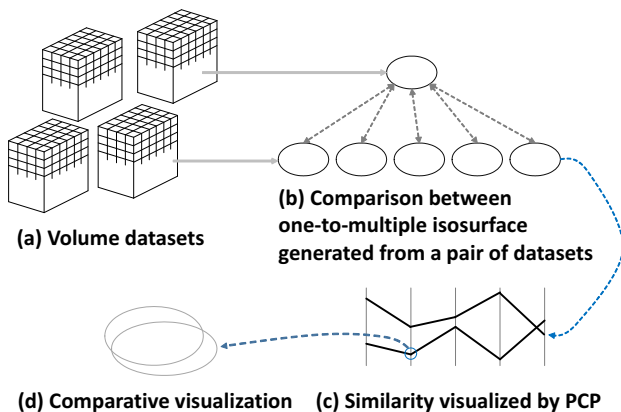 (a) Volume datasets
(b) Comparison between
one-to-multiple isosurface
generated from a pair of datasets
(d) Comparative visualization
(c) Similarity visualized by PCP